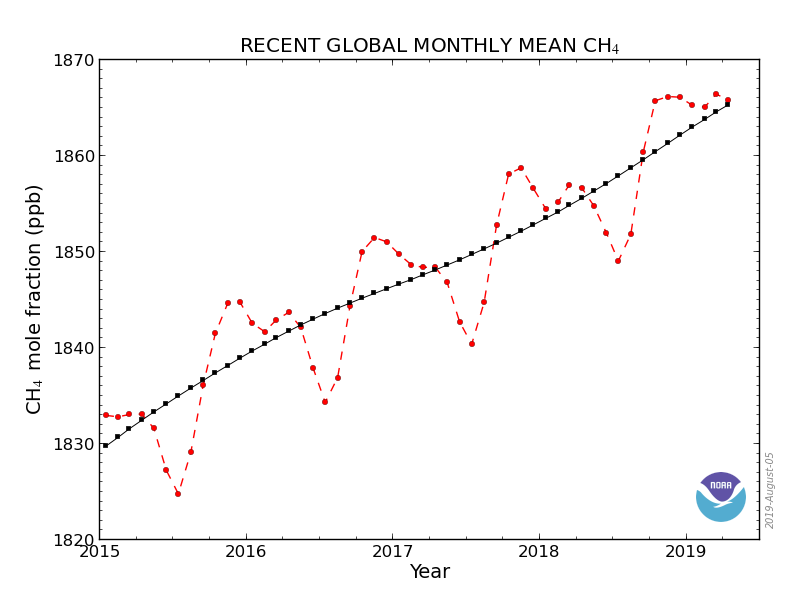 RECENT GLOBAL MONTHLY MEAN CH₄
1870
1860
1850
1840
1830
1820
CH₄ mole fraction (ppb)
2015 2016 2017 2018 2019
Year
NOAA
2019-August-05